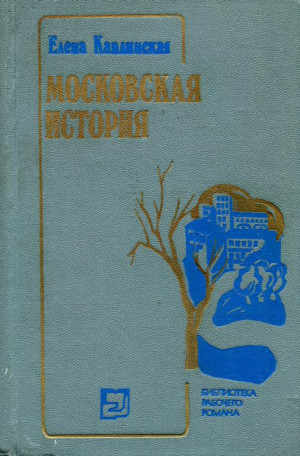 Елена Каплинская
МОСКОВСКАЯ
ИСТОРИЯ
БИБЛИОТЕКА
РАБОЧЕГО
РОМАНА